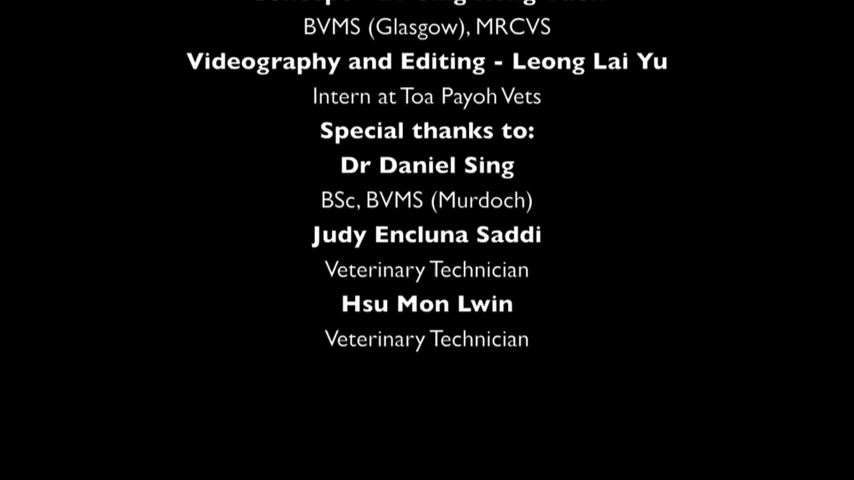 BVMS (Glasgow), MRCVS
Videography and Editing - Leong Lai Yu
Intern at Toa Payoh Vets
Special thanks to:
Dr Daniel Sing
BSc, BVMS (Murdoch)
Judy Encluna Saddi
Veterinary Technician
Hsu Mon Lwin
Veterinary Technician